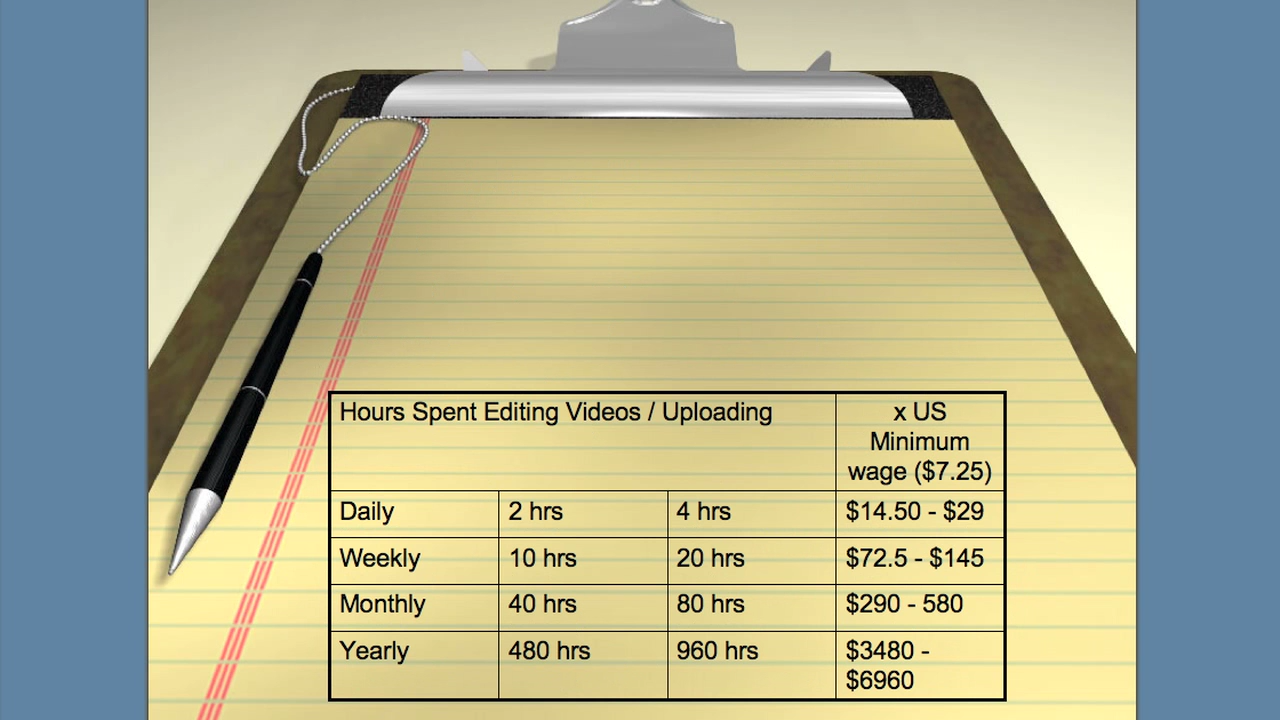 Hours Spent Editing Videos / Uploading
x US
Minimum
wage ($7.25)
Daily 2 hrs 4 hrs $14.50 - $29
Weekly 10 hrs 20 hrs $72.5 - $145
Monthly 40 hrs 80 hrs $290 - 580
Yearly 480 hrs 960 hrs $3480 -
$6960